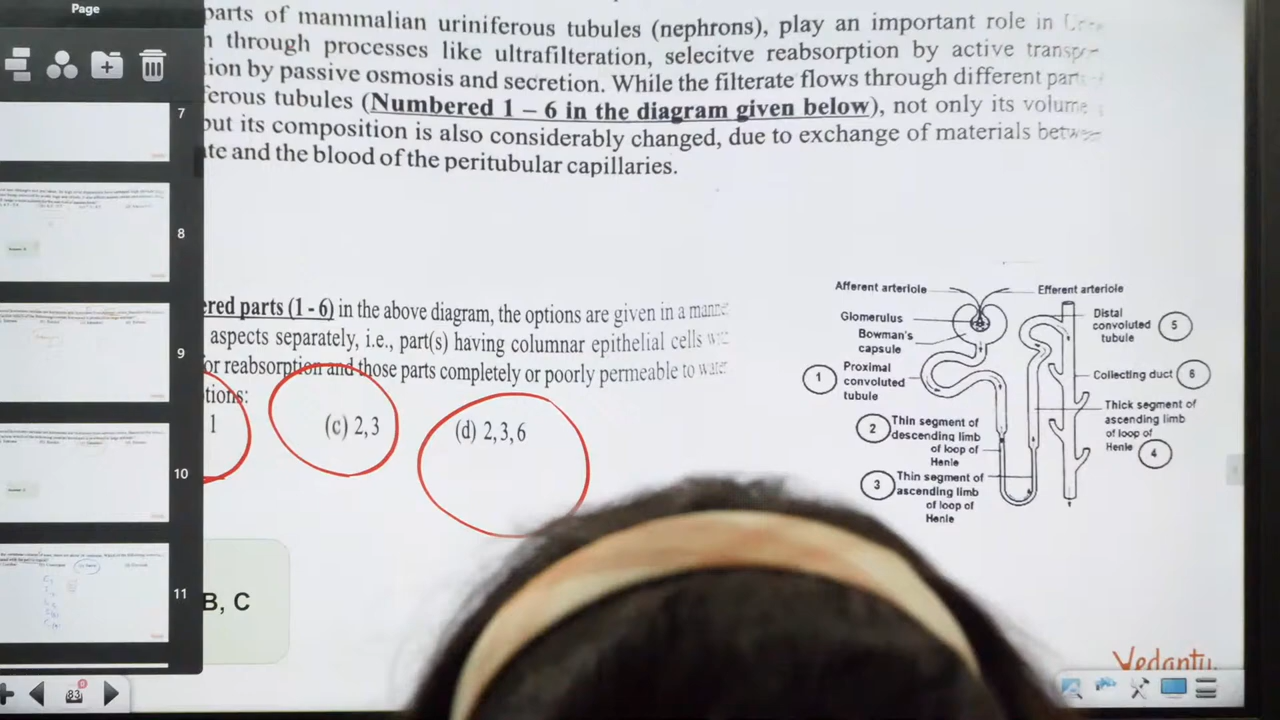 Page
parts of mammalian uriniferous tubules (nephrons), play an important role in
through processes like ultrafiltration, selecitve reabsorption by active
ion by passive osmosis and secretion. While the filterate flows through different
ferous tubules (Numbered 1 – 6 in the diagram given below), not only its volume
but its composition is also considerably changed, due to exchange of materials
te and the blood of the peritubular capillaries.
7
8
9
10
11
ered parts (1 - 6) in the above diagram, the options are given in a
aspects separately, i.e., part(s) having columnar epithelial cells
or reabsorption and those parts completely or poorly permeable to water
tions:
1
(c) 2,3
(d) 2,3,6
B, C
Afferent arteriole
Efferent arteriole
Glomerulus
Bowman's
capsule
1
Proximal
convoluted
tubule
2
Thin segment of
descending limb
of loop of
Henle
3
Thin segment of
ascending limb
of loop of
Henle
Distal
convoluted
tubule
5
Collecting duct
6
Thick segment of
ascending limb
of loop of
Henle
4
83
Vedantu